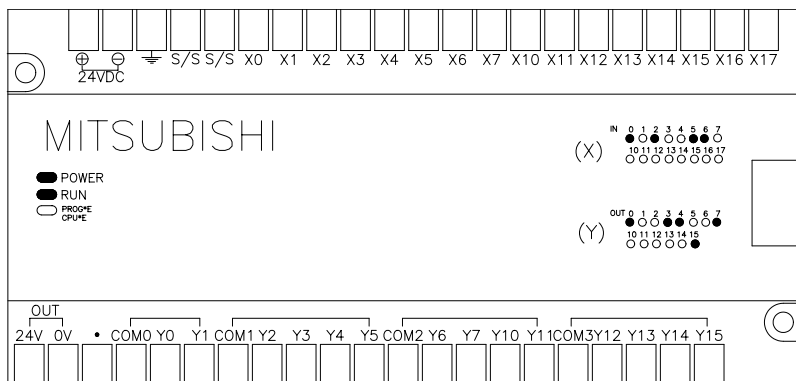 S/S S/S X0 X1 X2 X3 X4 X5 X6 X7 X10 X11 X12 X13 X14 X15 X16 X17
24VDC
MITSUBISHI
POWER
RUN
PROG*E
CPU*E
(X)
IN 0 1 2 3 4 5 6 7
10 11 12 13 14 15 16 17
(Y)
OUT 0 1 2 3 4 5 6 7
10 11 12 13 14 15
OUT
24V 0V • COM0 Y0 Y1 COM1 Y2 Y3 Y4 Y5 COM2 Y6 Y7 Y10 Y11 COM3 Y12 Y13 Y14 Y15